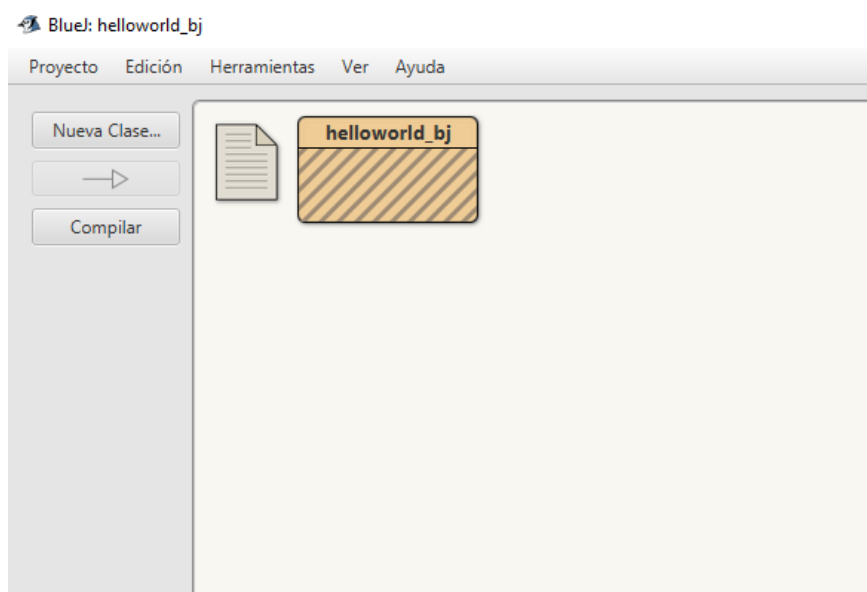 BlueJ: helloworld_bj
Proyecto Edición Herramientas Ver Ayuda
Nueva Clase...
Compilar
helloworld_bj